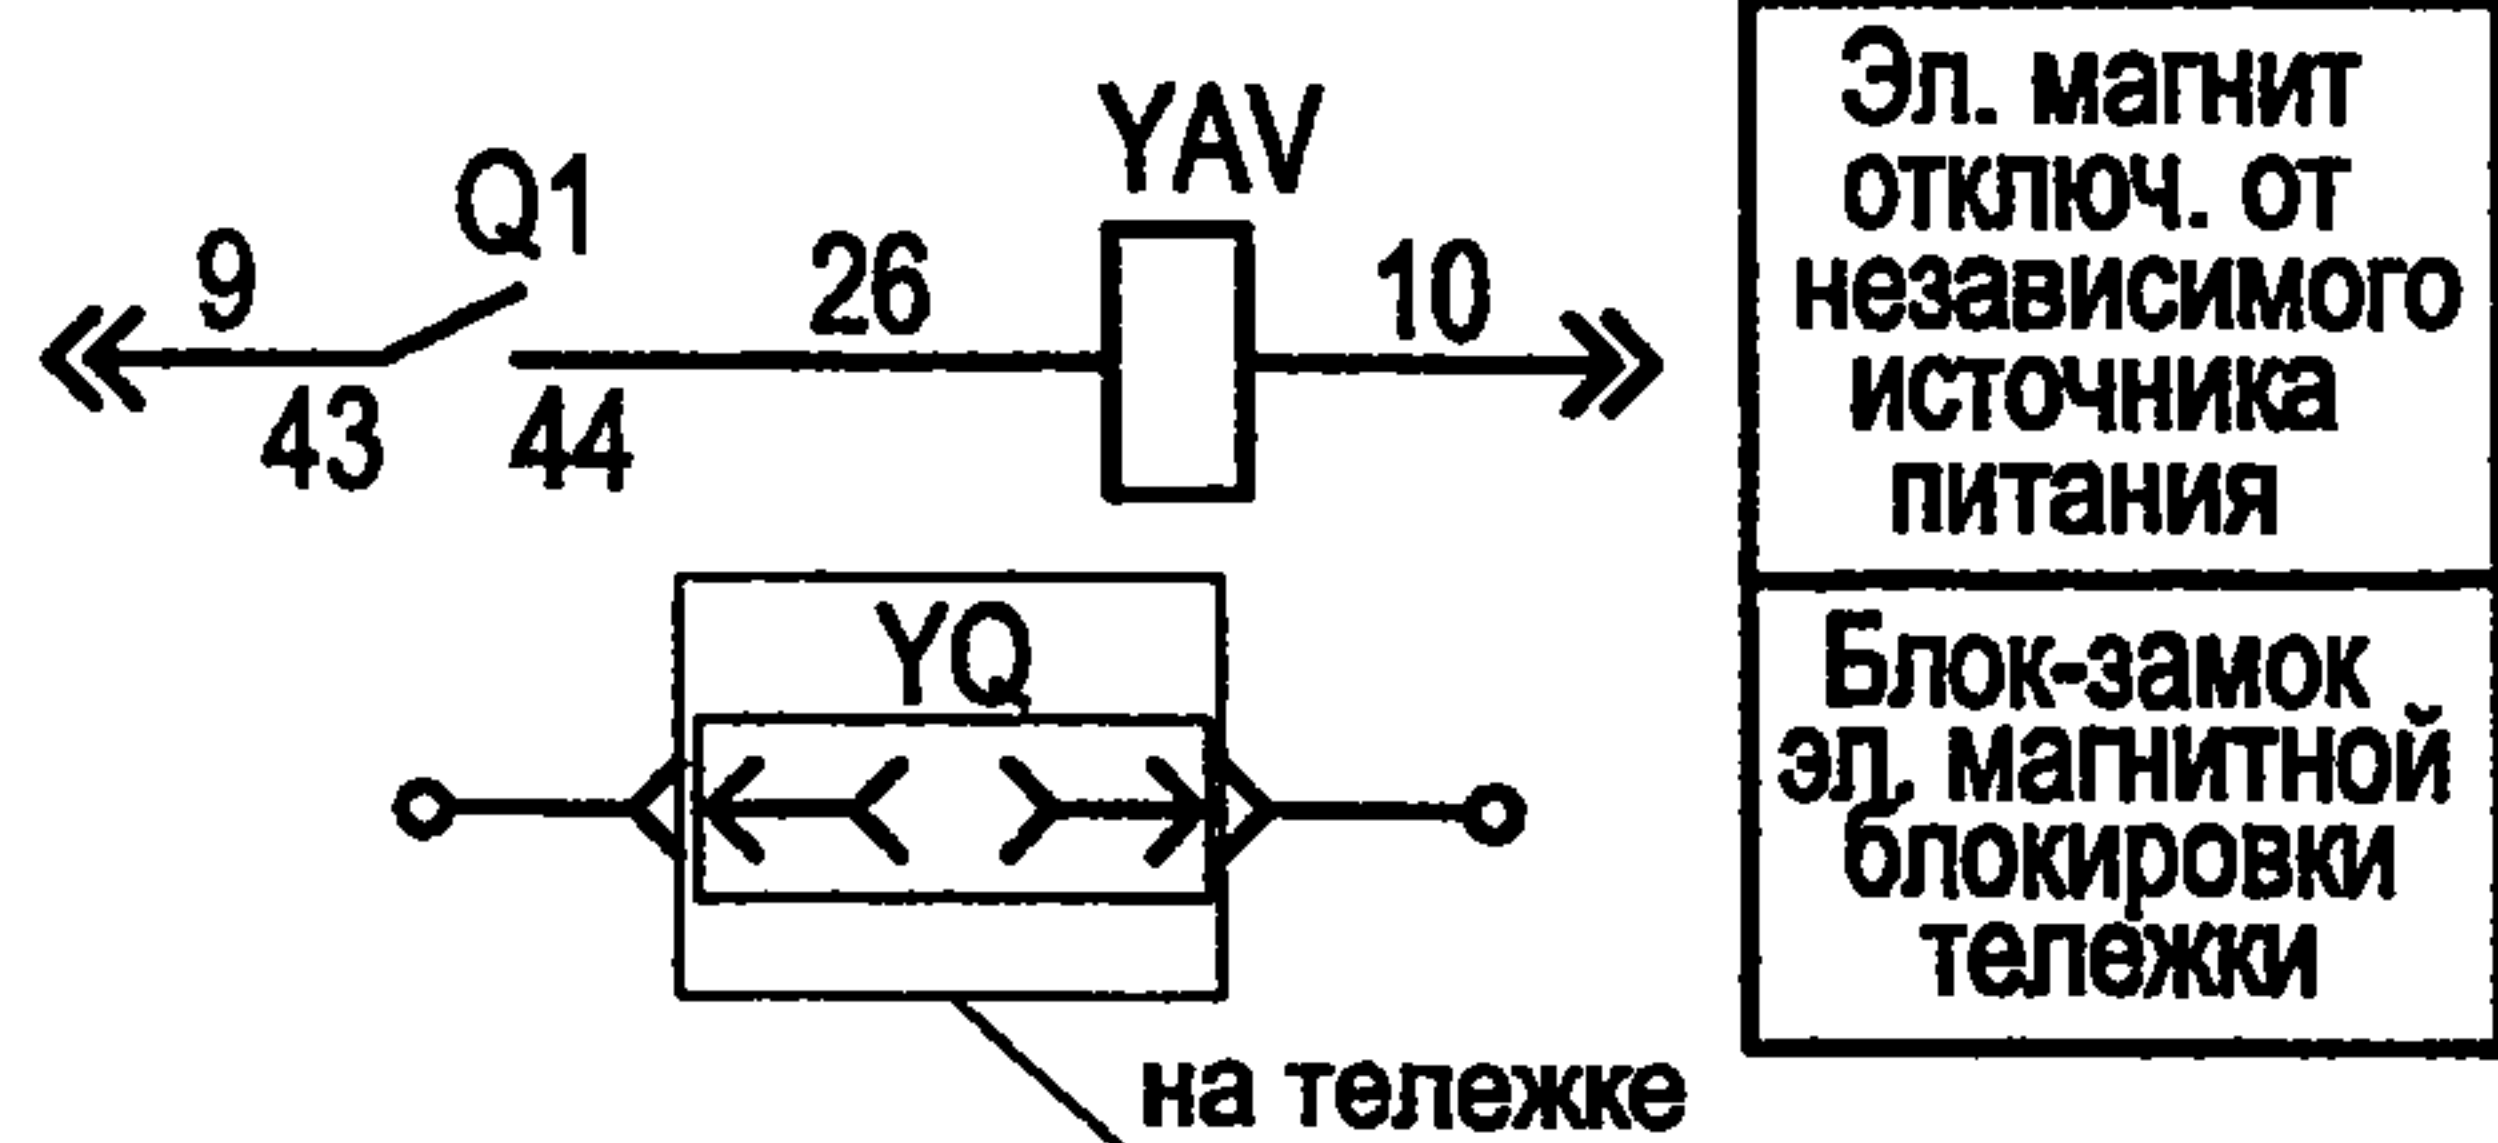 YAV
Q1
9
26
10
43
44
Эл. магнит
отключ. от
независимого
источника
питания
YQ
Блок-замок
эл. магнитной
блокировки
тележки
на тележке